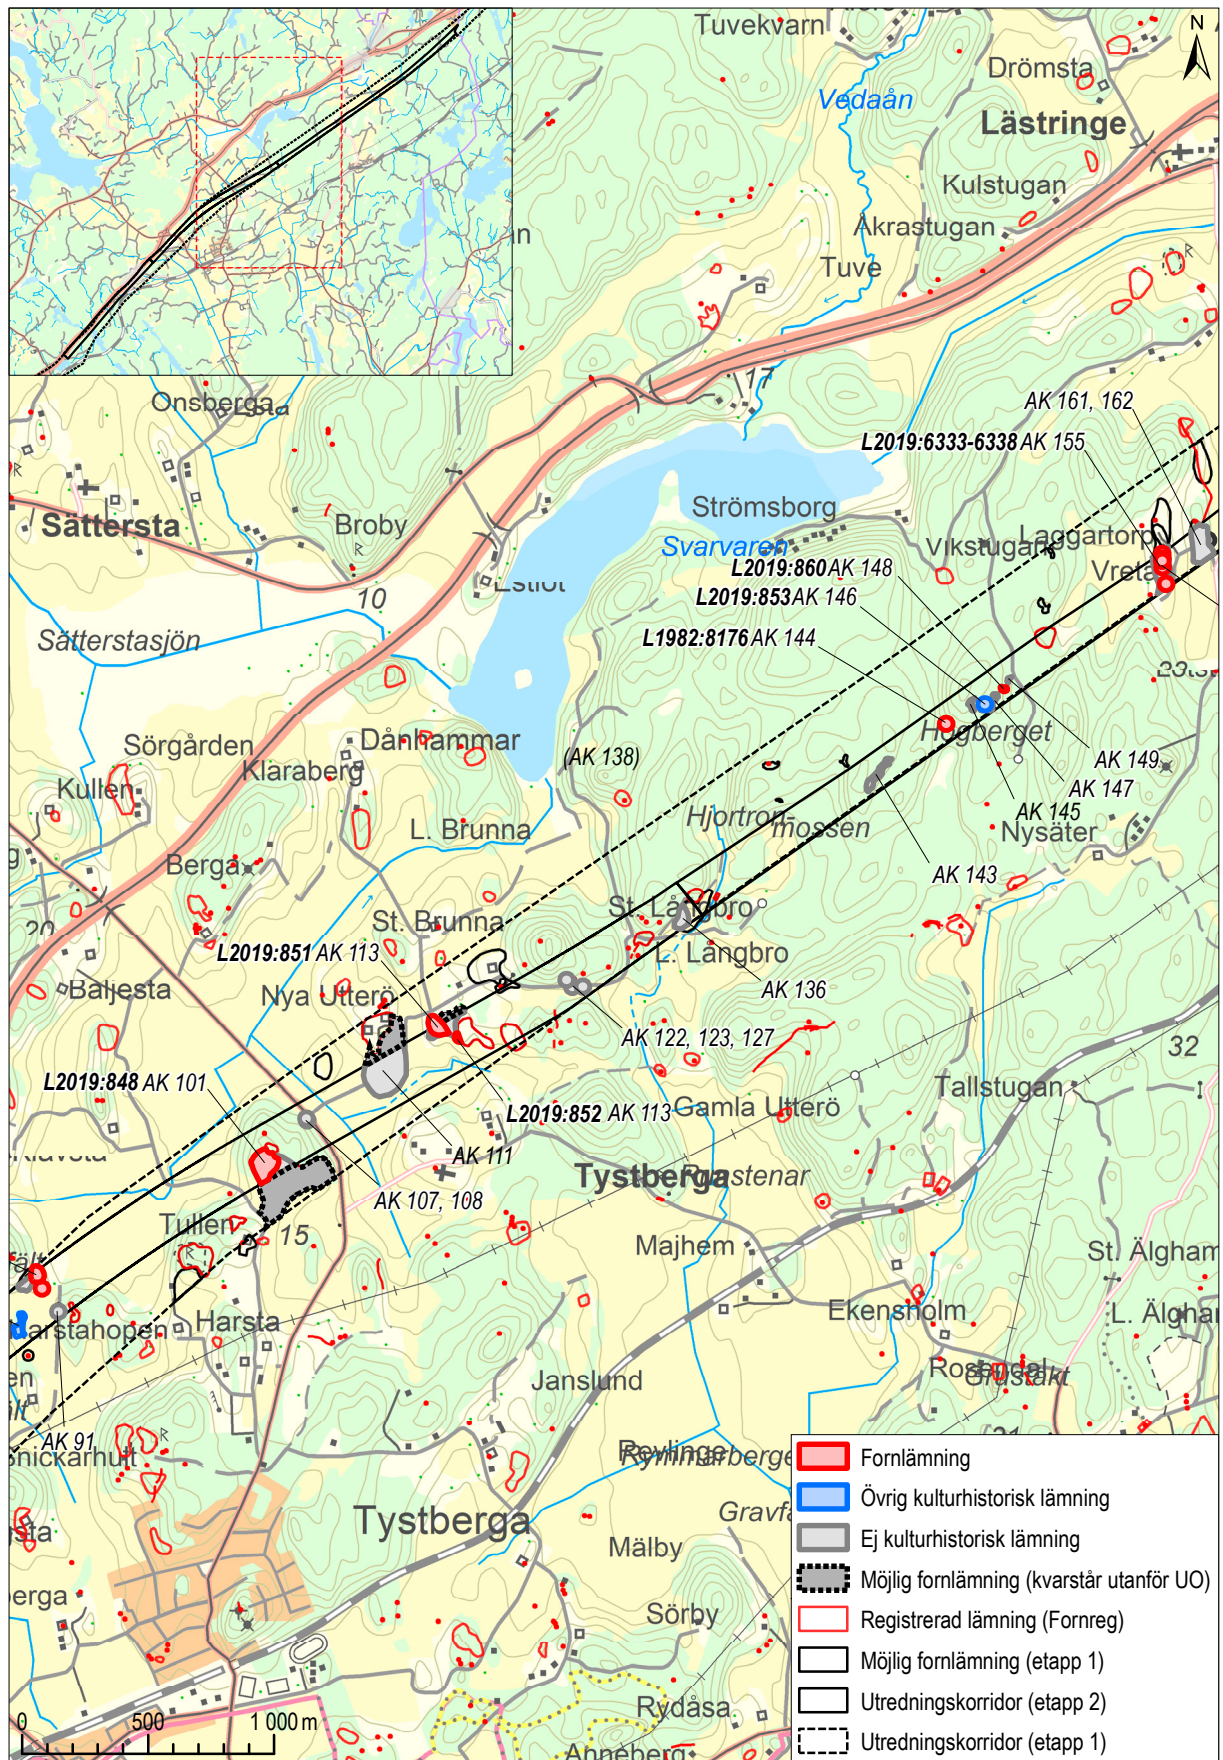 Tuvekvarn
N
Drömsta
Vedaån
Lästringe
Kulstugan
Åkrastugan
Tuve
17
Onsberga
AK 161, 162
L2019:6333-6338 AK 155
Sättersta
Broby
Strömsborg
Svarvaren
Vikstugan
Laggartorp
Vreta
L2019:860 AK 148
L2019:853 AK 146
L1982:8176 AK 144
10
Sätterstasjön
Högberget
Sörgården
Dånhammar
Klaraberg
Kullen
(AK 138)
AK 149
AK 147
AK 145
L. Brunna
Hjortronmossen
Nysäter
Berga
AK 143
20
St. Brunna
St. Långbro
L2019:851 AK 113
L. Långbro
Baljesta
Nya Utterö
AK 136
AK 122, 123, 127
32
L2019:848 AK 101
Tallstugan
L2019:852 AK 113
Gamla Utterö
AK 111
Tystberga
Prustenar
AK 107, 108
Tullen
15
Majhem
Ekensholm
Harsta
Janslund
AK 91
Fornlämning
Tystberga
Övrig kulturhistorisk lämning
Mälby
Ej kulturhistorisk lämning
Möjlig fornlämning (kvarstår utanför UO)
Sörby
Registrerad lämning (Fornreg)
Möjlig fornlämning (etapp 1)
Rydåsa
Utredningskorridor (etapp 2)
0 500 1 000 m
Utredningskorridor (etapp 1)